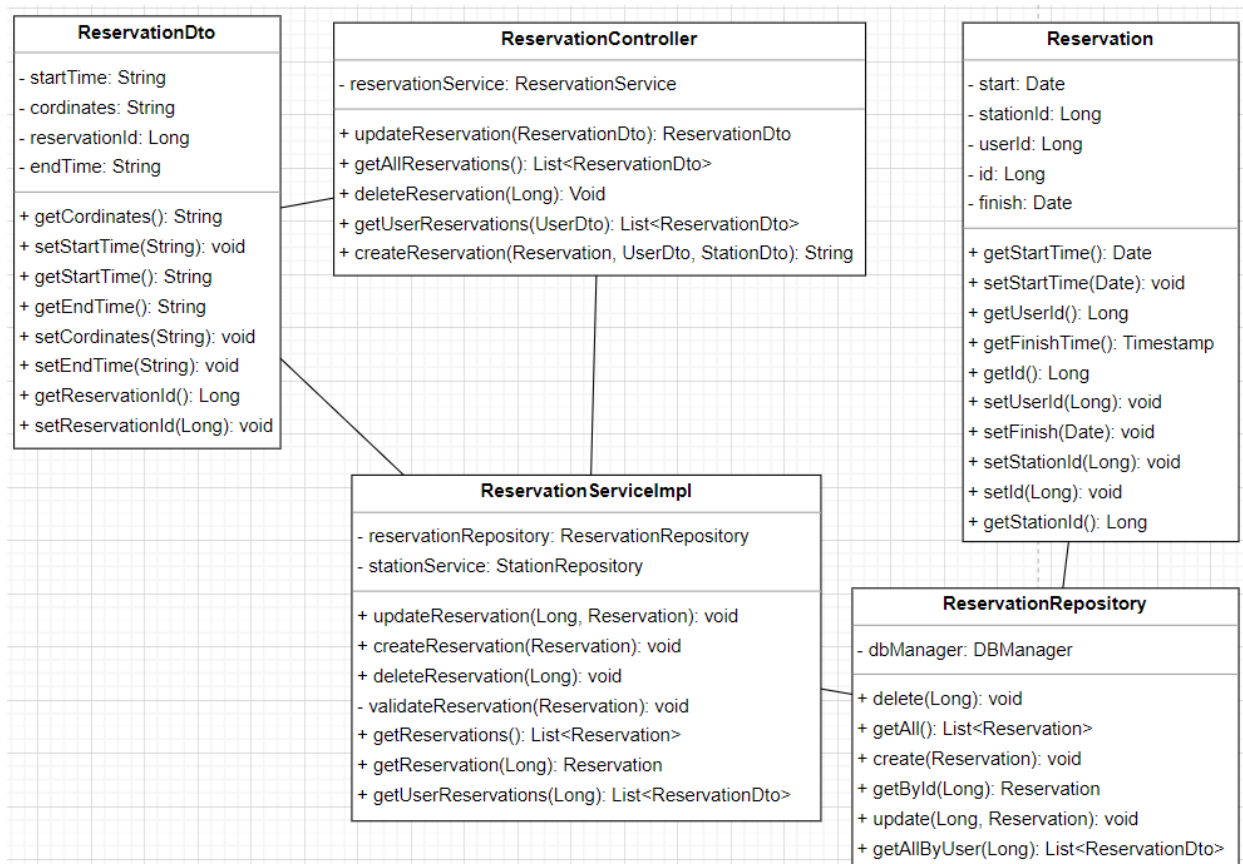 ReservationDto
- startTime: String
- cordinates: String
- reservationId: Long
- endTime: String
+ getCordinates(): String
+ setStartTime(String): void
+ getStartTime(): String
+ getEndTime(): String
+ setCordinates(String): void
+ setEndTime(String): void
+ getReservationId(): Long
+ setReservationId(Long): void
ReservationController
- reservationService: ReservationService
+ updateReservation(ReservationDto): ReservationDto
+ getAllReservations(): List<ReservationDto>
+ deleteReservation(Long): Void
+ getUserReservations(UserDto): List<ReservationDto>
+ createReservation(Reservation, UserDto, StationDto): String
Reservation
- start: Date
- stationId: Long
- userId: Long
- id: Long
- finish: Date
+ getStartTime(): Date
+ setStartTime(Date): void
+ getUserId(): Long
+ getFinishTime(): Timestamp
+ getId(): Long
+ setUserId(Long): void
+ setFinish(Date): void
+ setStationId(Long): void
+ setId(Long): void
+ getStationId(): Long
ReservationServiceImpl
- reservationRepository: ReservationRepository
- stationService: StationRepository
+ updateReservation(Long, Reservation): void
+ createReservation(Reservation): void
+ deleteReservation(Long): void
- validateReservation(Reservation): void
+ getReservations(): List<Reservation>
+ getReservation(Long): Reservation
+ getUserReservations(Long): List<ReservationDto>
ReservationRepository
- dbManager: DBManager
+ delete(Long): void
+ getAll(): List<Reservation>
+ create(Reservation): void
+ getById(Long): Reservation
+ update(Long, Reservation): void
+ getAllByUser(Long): List<ReservationDto>